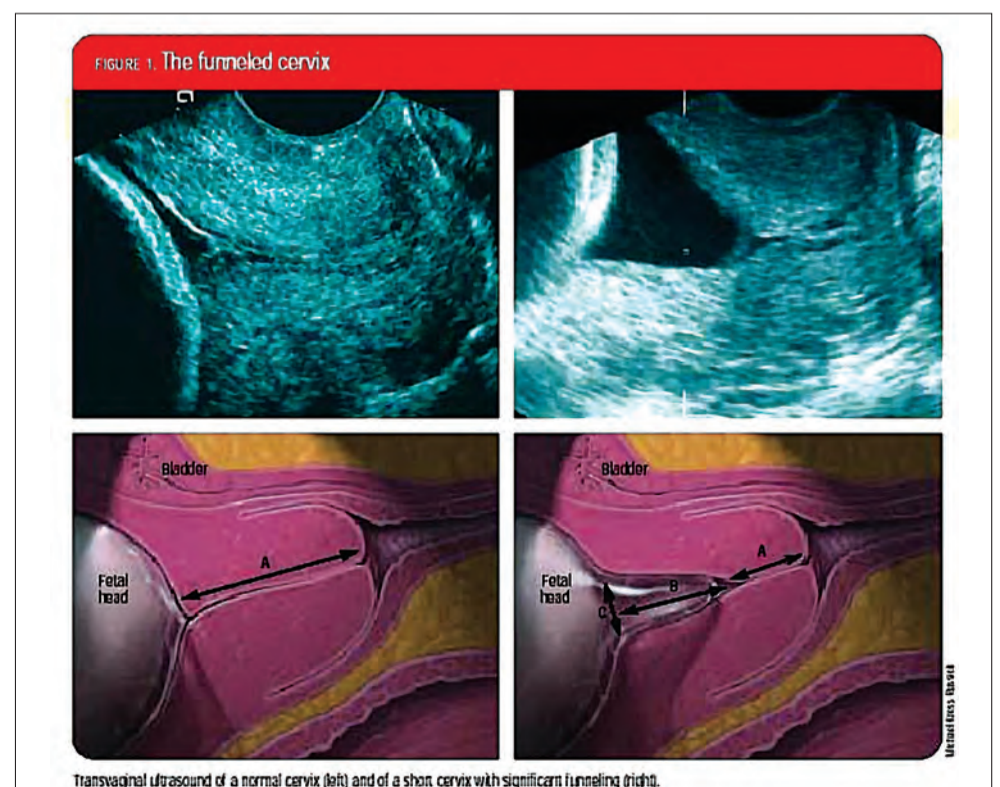 FIGURE 1. The funneled cervix
G
Bladder
A
Fetal
head
Bladder
A
Fetal
head
B
C
Transvaginal ultrasound of a normal cervix (left) and of a short cervix with significant funneling (right).